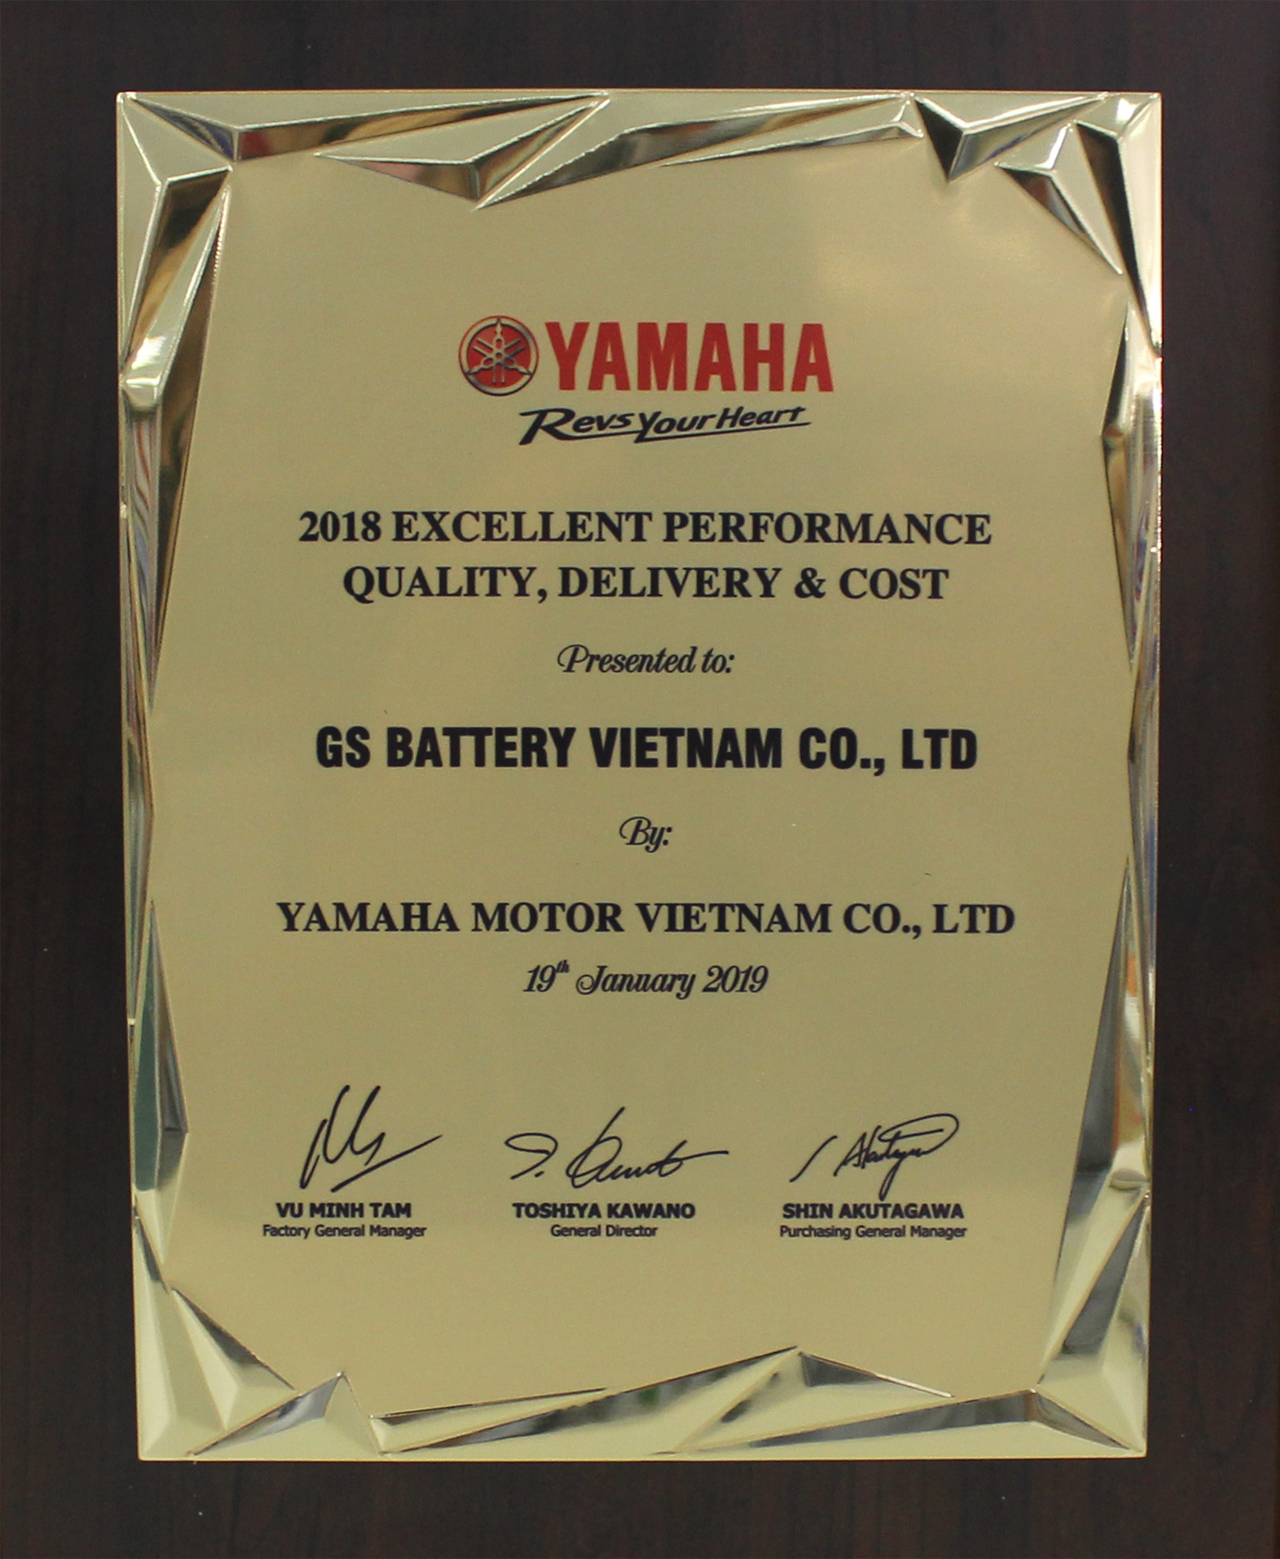 YAMAHA
Revs Your Heart
2018 EXCELLENT PERFORMANCE
QUALITY, DELIVERY & COST
Presented to:
GS BATTERY VIETNAM CO., LTD
By:
YAMAHA MOTOR VIETNAM CO., LTD
19th January 2019
VU MINH TAM TOSHIYA KAWANO SHIN AKUTAGAWA
Factory General Manager General Director Purchasing General Manager